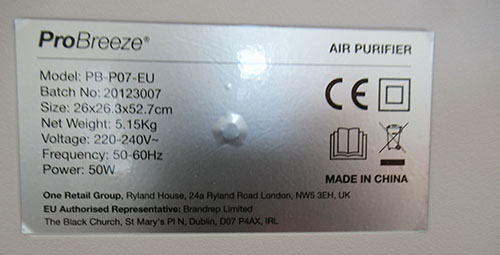 ProBreeze®
AIR PURIFIER
Model: PB-P07-EU
Batch No: 20123007
Size: 26x26.3x52.7cm
Net Weight: 5.15Kg
Voltage: 220-240V~
Frequency: 50-60Hz
Power: 50W
CE
MADE IN CHINA
One Retail Group, Ryland House, 24a Ryland Road London, NW5 3EH, UK
EU Authorised Representative: Brandrep Limited
The Black Church, St Mary's Pl N, Dublin, D07 P4AX, IRL